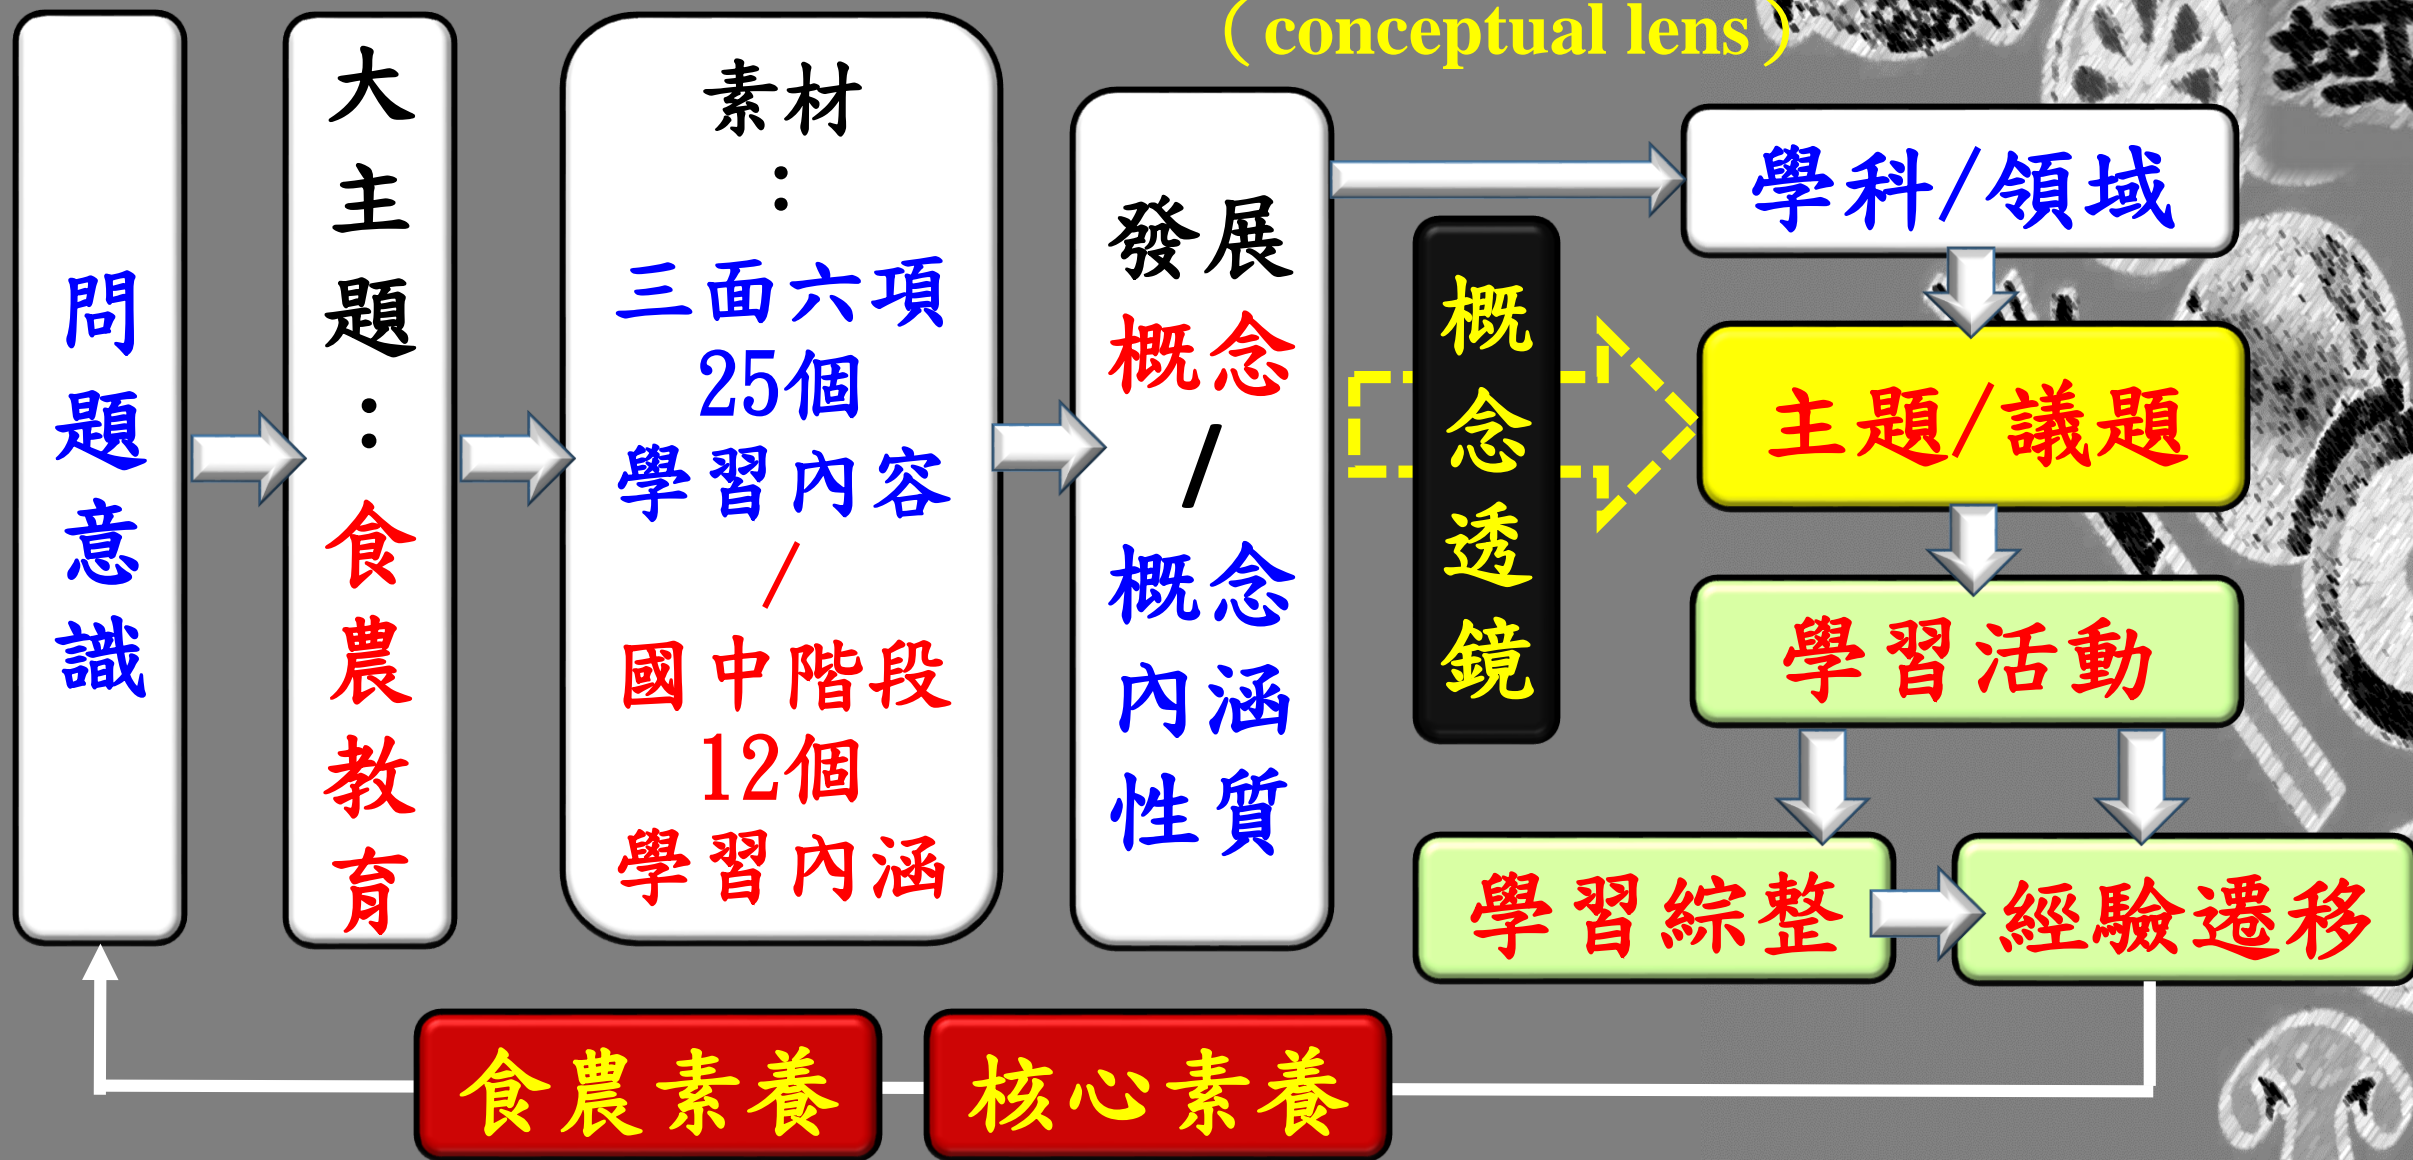 （conceptual lens）
問題意識
大主題：食農教育
素材
：
三面六項
25個
學習內容
/
國中階段
12個
學習內涵
發展
概念
/
概念
內涵
性質
概念透鏡
學科/領域
主題/議題
學習活動
學習綜整
經驗遷移
食農素養
核心素養
域